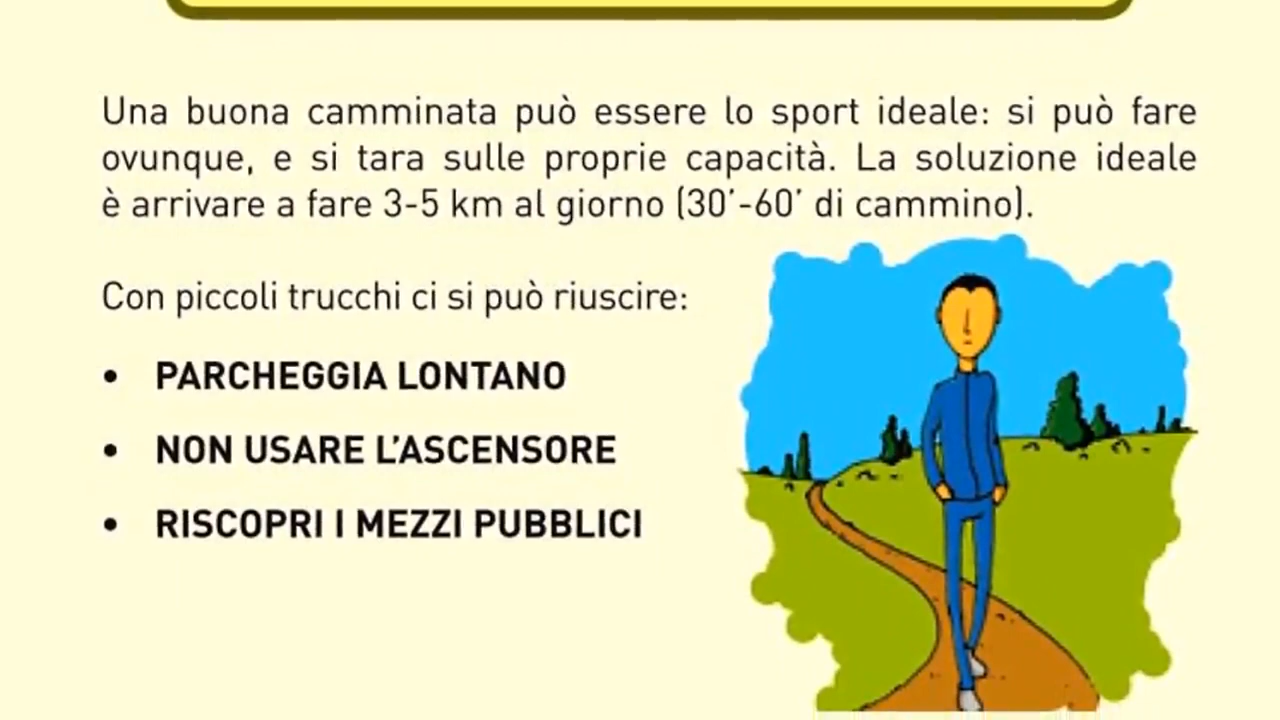 Una buona camminata può essere lo sport ideale: si può fare
ovunque, e si tara sulle proprie capacità. La soluzione ideale
è arrivare a fare 3-5 km al giorno (30’-60’ di cammino).
Con piccoli trucchi ci si può riuscire:
• PARCHEGGIA LONTANO
• NON USARE L’ASCENSORE
• RISCOPRI I MEZZI PUBBLICI